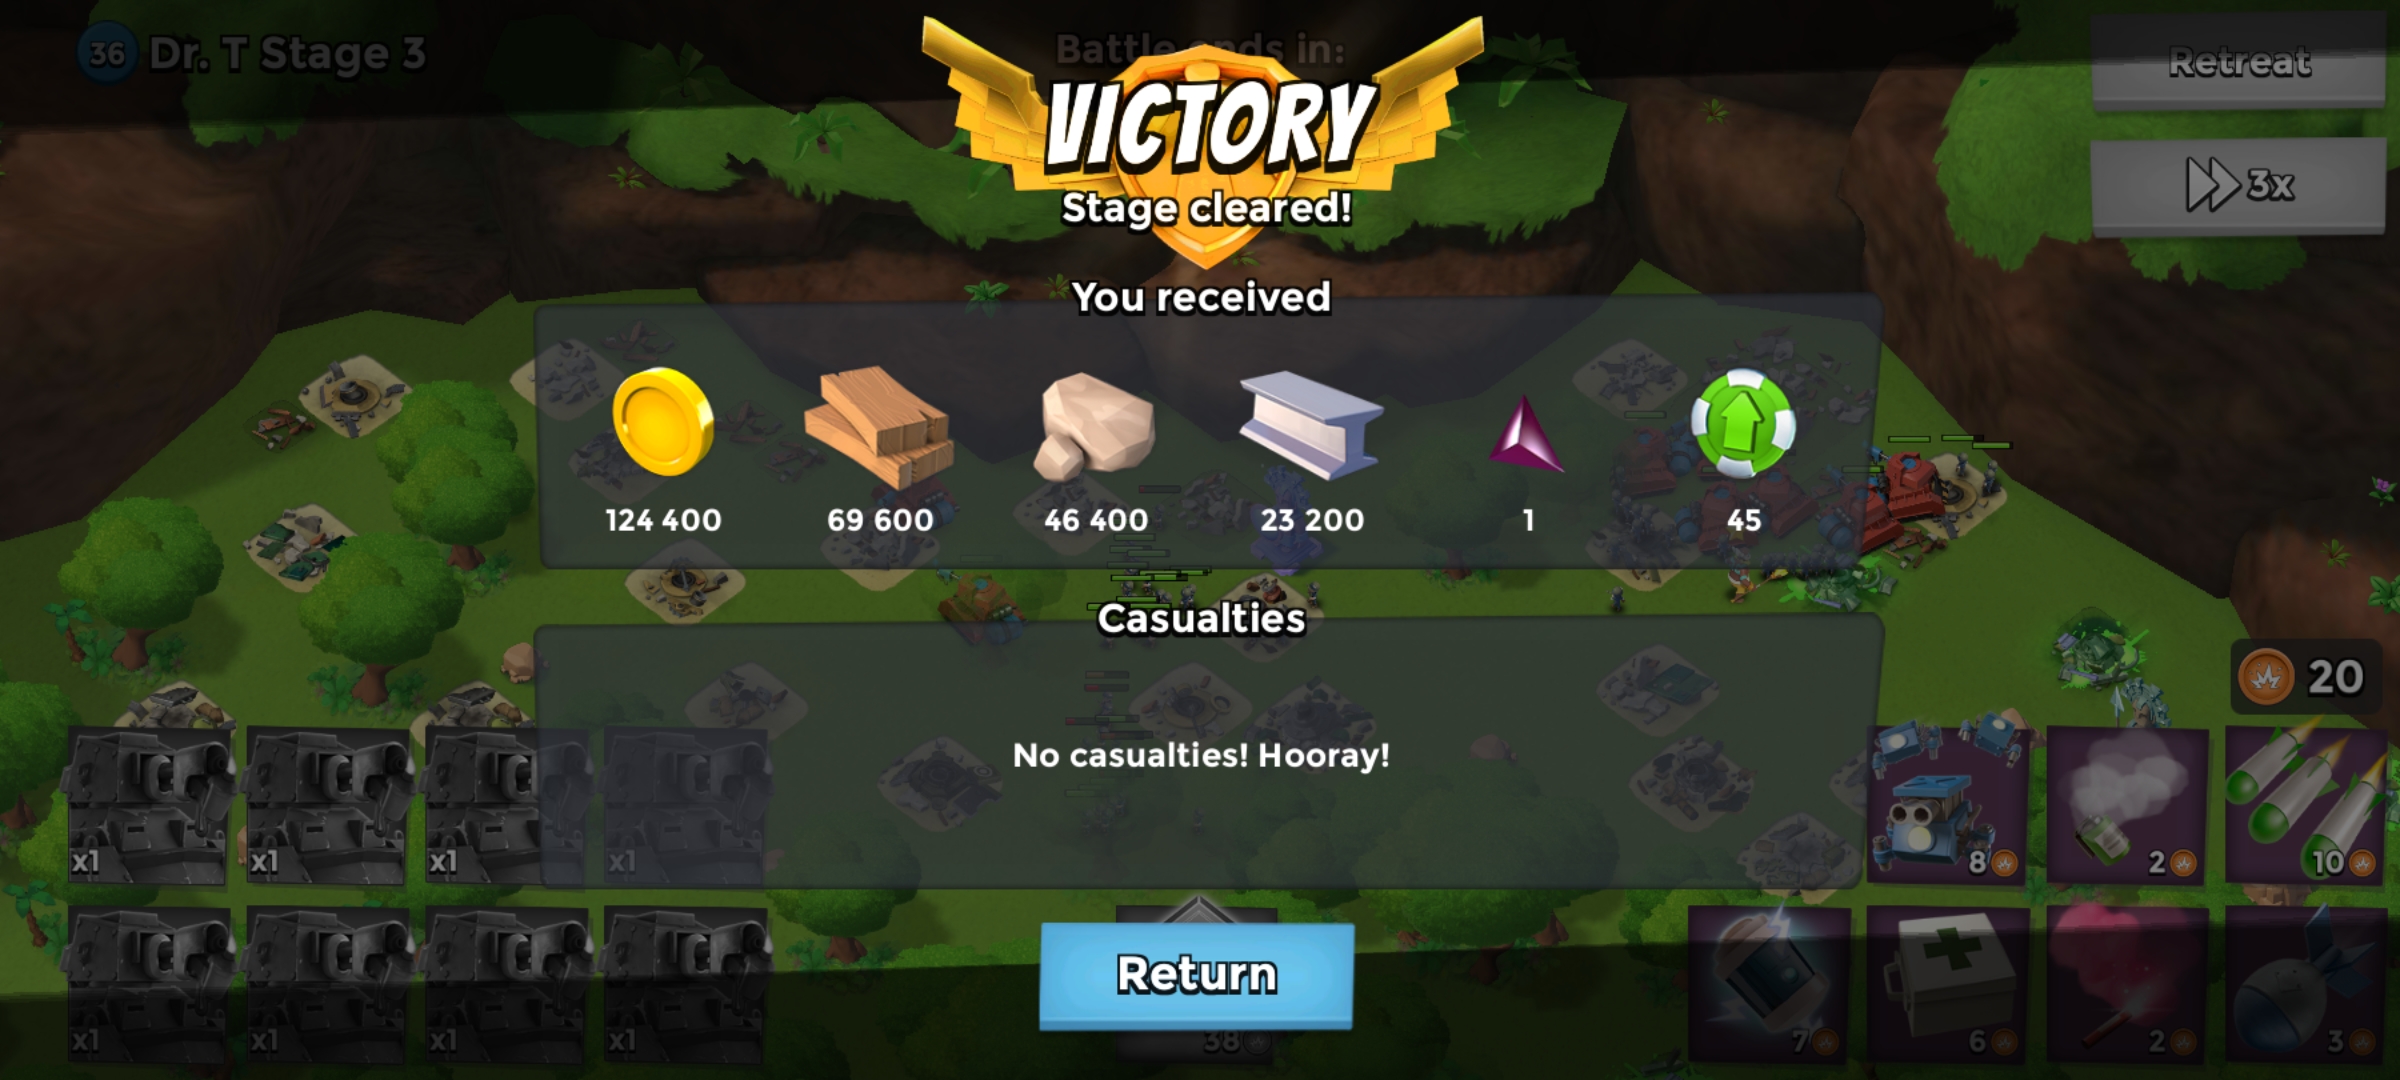 36 Dr. T Stage 3
Battle ends in:
Retreat
3x
VICTORY
Stage cleared!
You received
124 400
69 600
46 400
23 200
1
45
Casualties
No casualties! Hooray!
20
x1
x1
x1
x1
8
2
10
x1
x1
x1
x1
Return
38
7
6
2
3